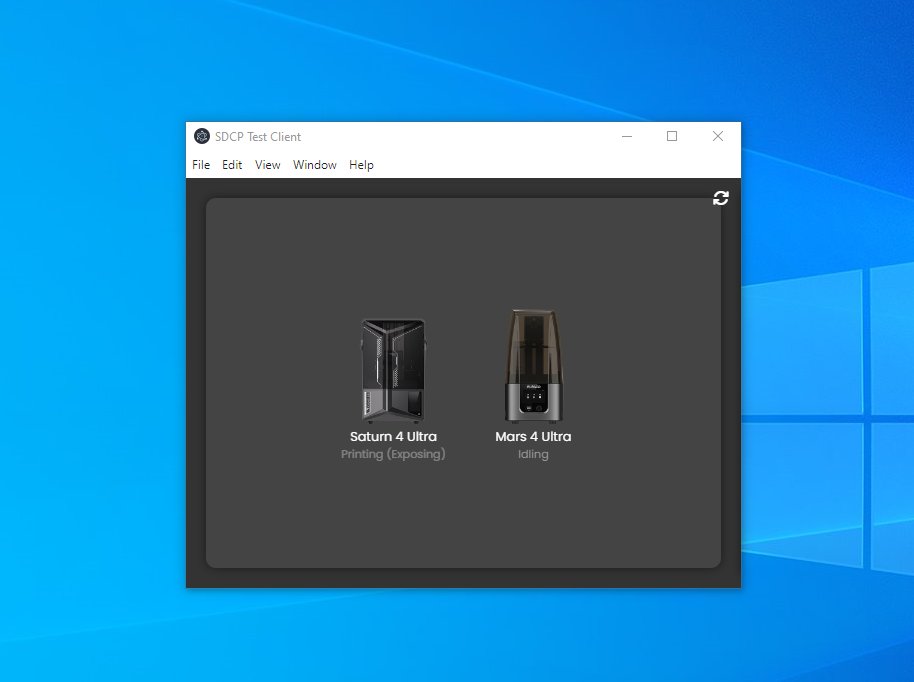 SDCP Test Client
File Edit View Window Help
Saturn 4 Ultra
Printing (Exposing)
Mars 4 Ultra
Idling